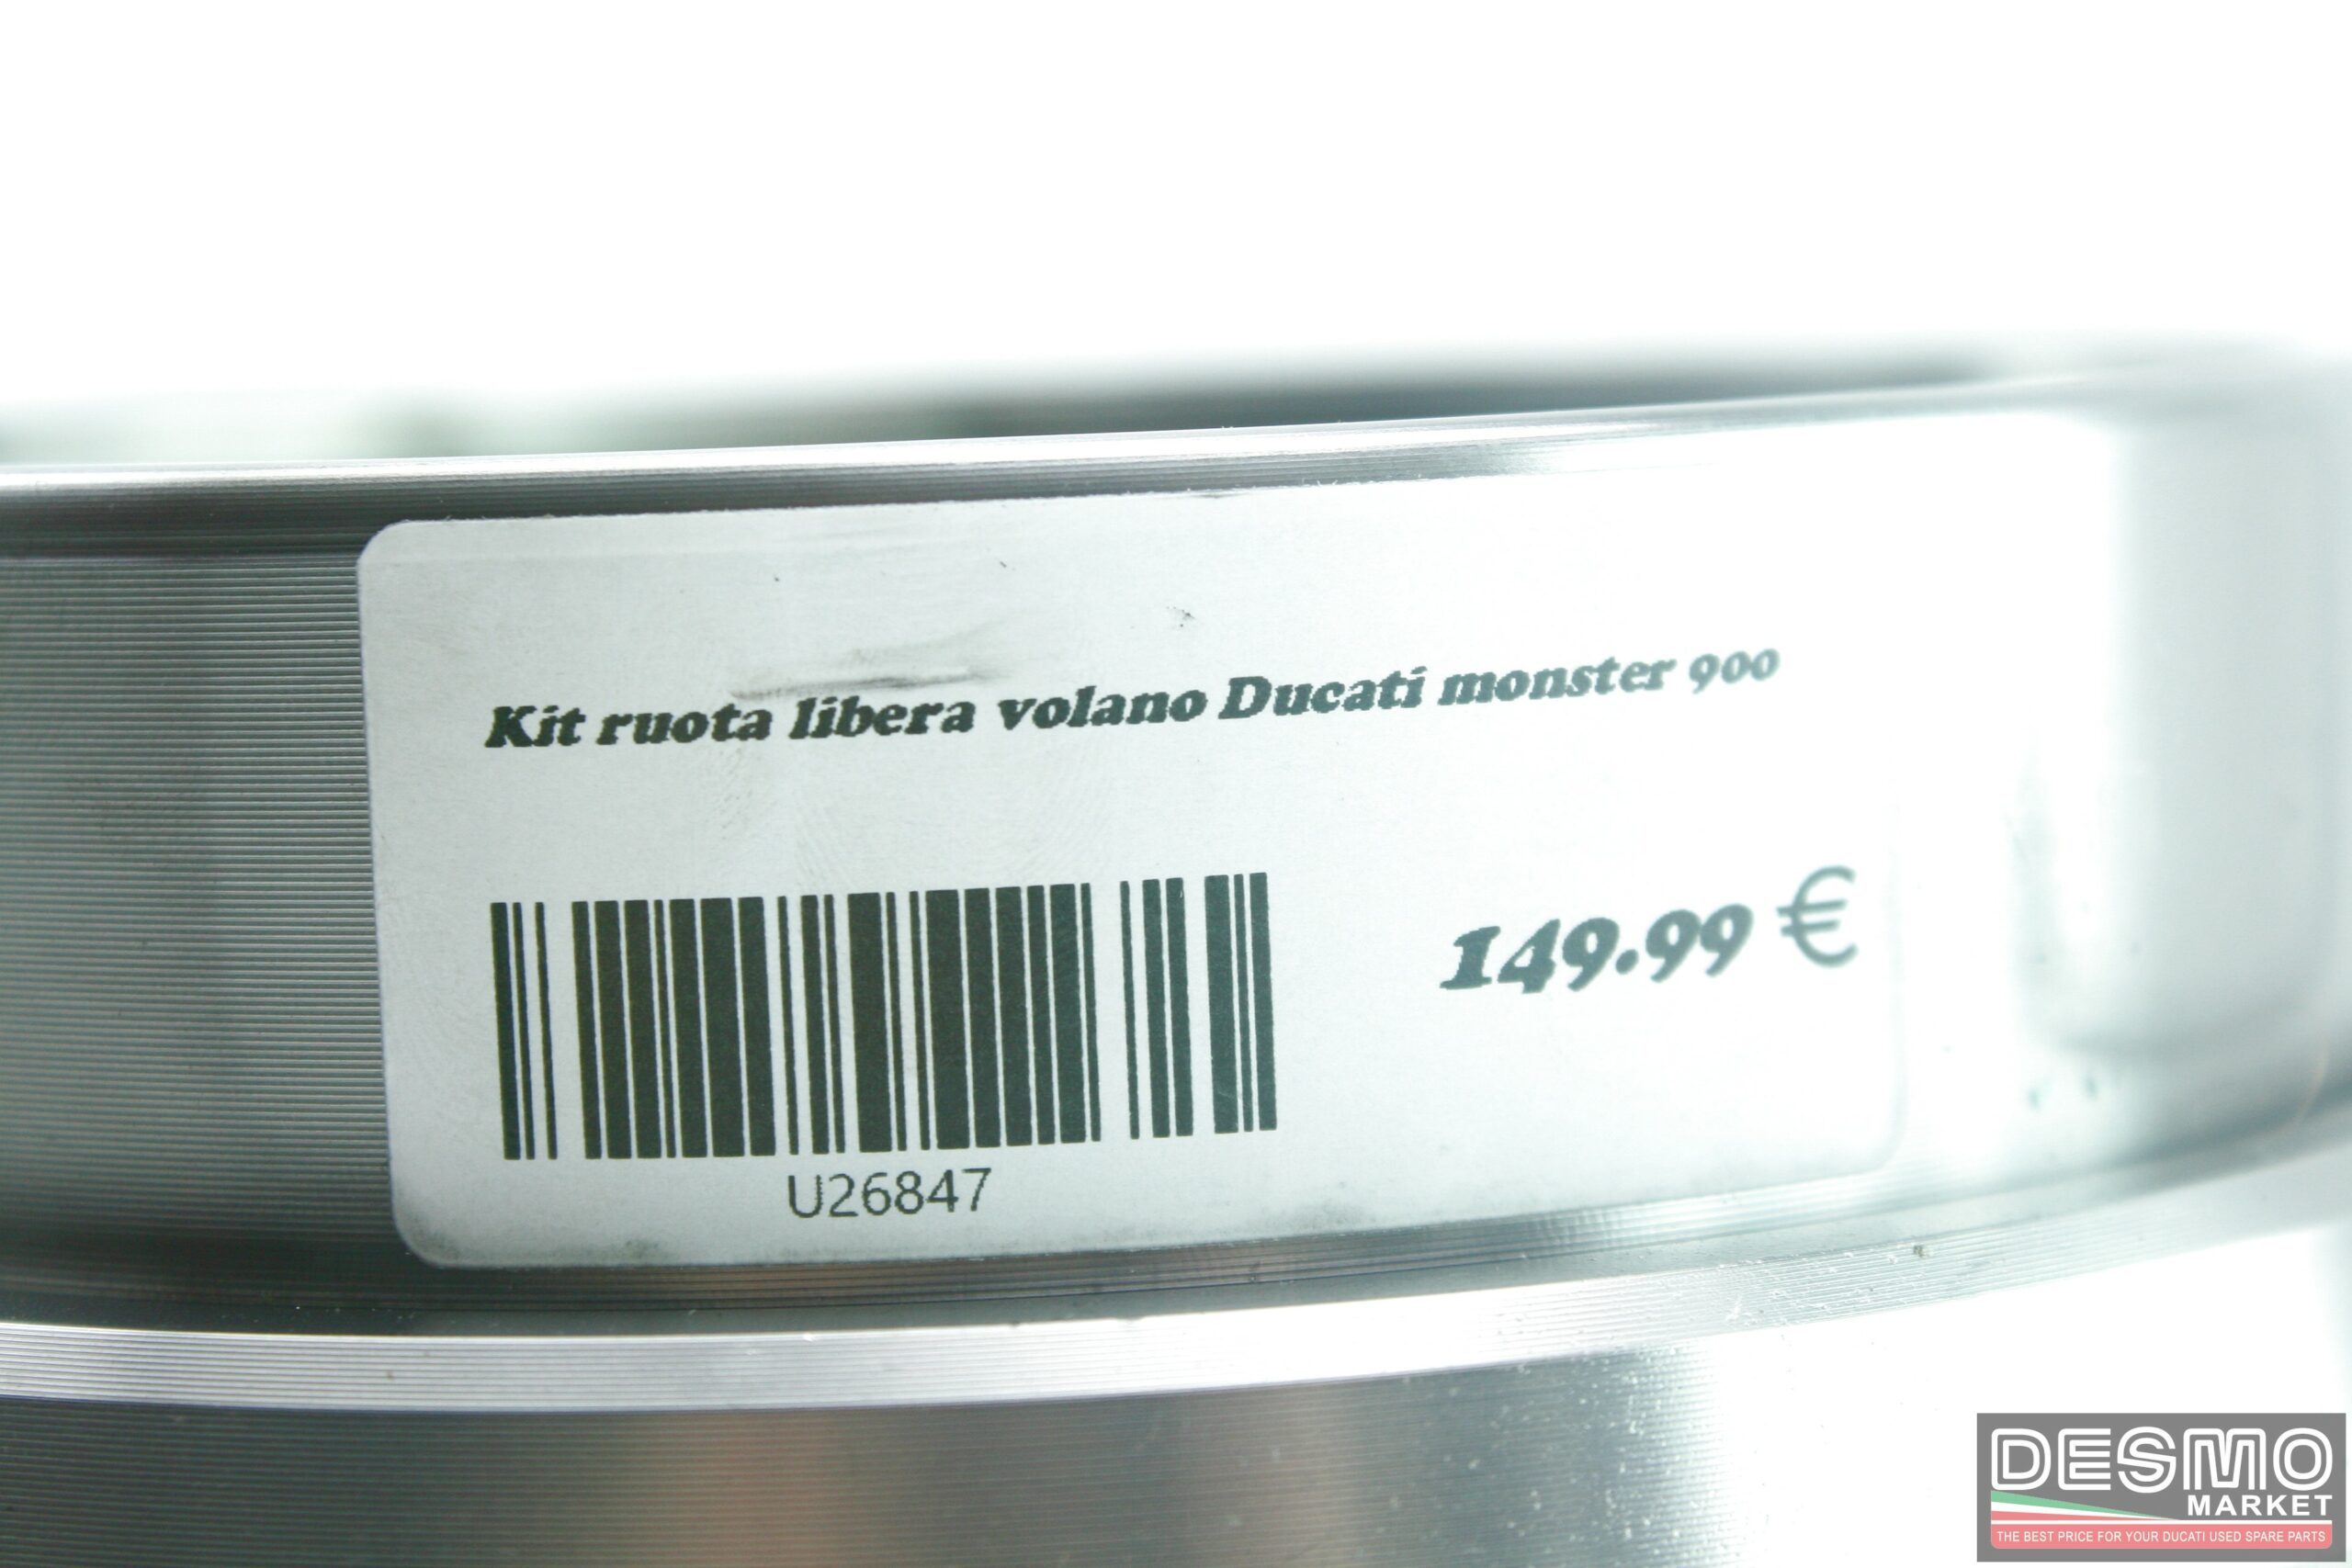 Kit ruota libera volano Ducati monster 900
149.99 €
U26847
DESMO
MARKET
THE BEST PRICE FOR YOUR DUCATI USED SPARE PARTS